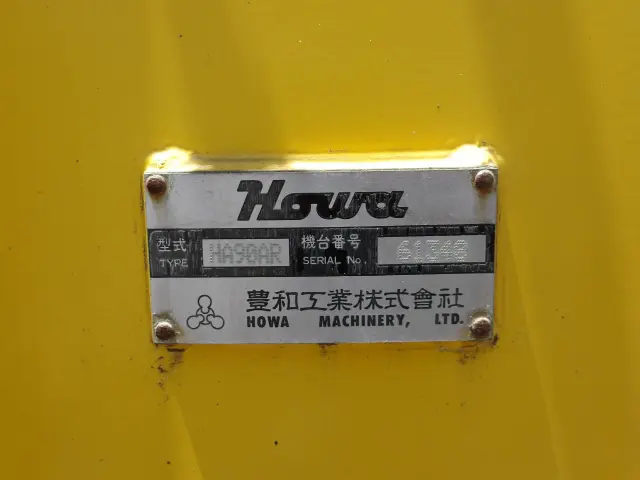 Howa
型式 HA90AR 機台番号 61348
TYPE SERIAL No.
豊和工業株式會社
HOWA MACHINERY, LTD.